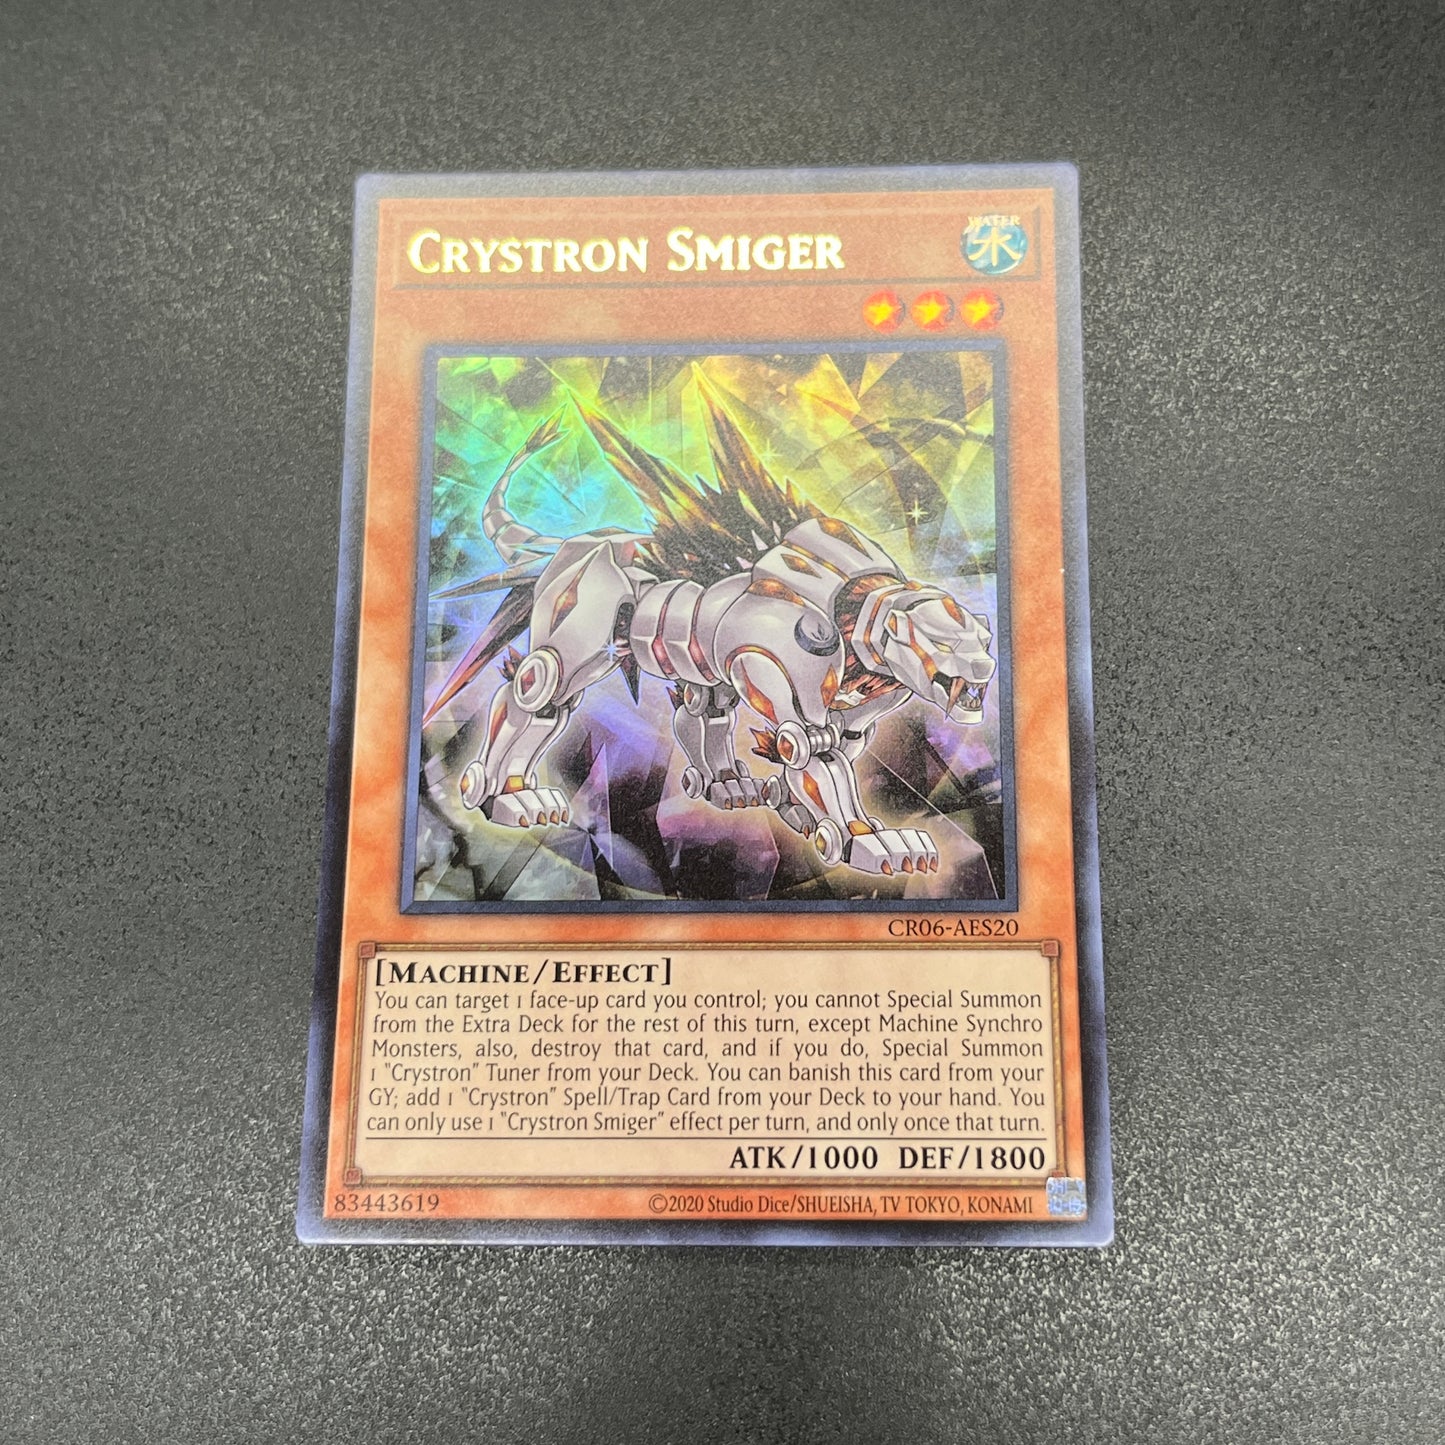 CRYSTRON SMIGER
WATER
水
CR06-AES20
[MACHINE/EFFECT]
You can target 1 face-up card you control; you cannot Special Summon
from the Extra Deck for the rest of this turn, except Machine Synchro
Monsters, also, destroy that card, and if you do, Special Summon
1 "Crystron" Tuner from your Deck. You can banish this card from your
GY; add 1 "Crystron" Spell/Trap Card from your Deck to your hand. You
can only use 1 "Crystron Smiger" effect per turn, and only once that turn.
ATK/1000 DEF/1800
83443619
©2020 Studio Dice/SHUEISHA, TV TOKYO, KONAMI